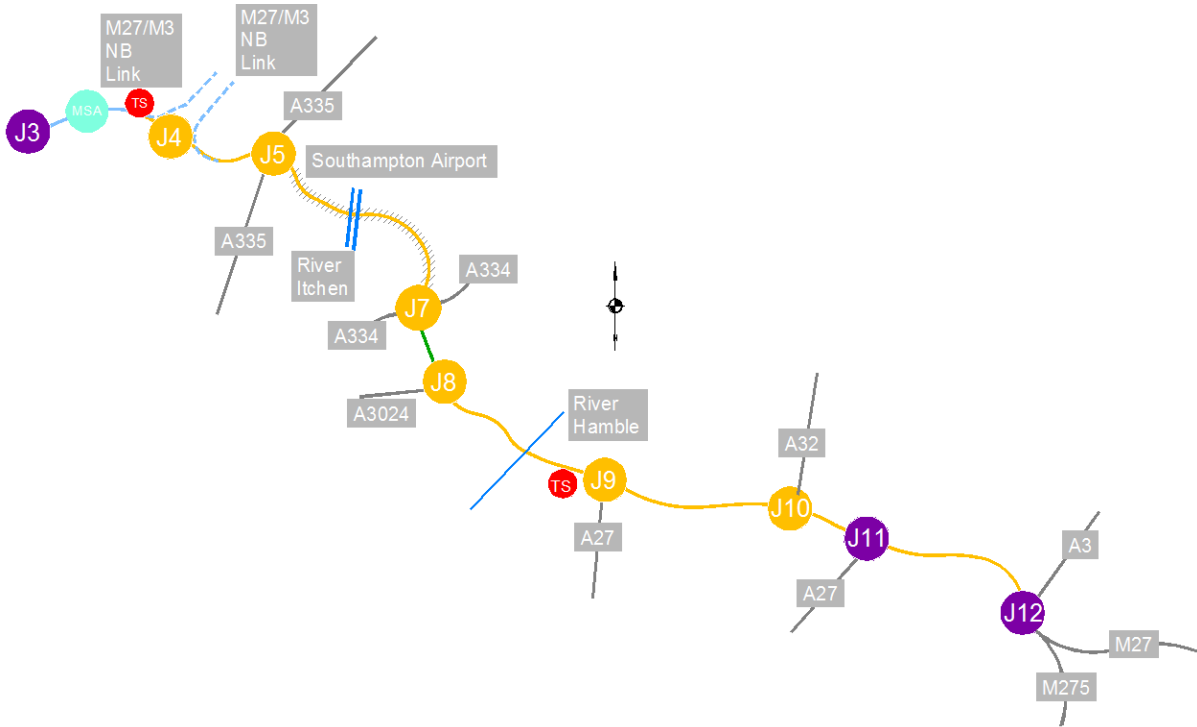 M27/M3
NB
Link
M27/M3
NB
Link
A335
MSA
TS
J3
J4
J5
Southampton Airport
A335
River
Itchen
A334
J7
A334
J8
A3024
River
Hamble
A32
J9
TS
J10
A27
J11
A3
A27
J12
M27
M275